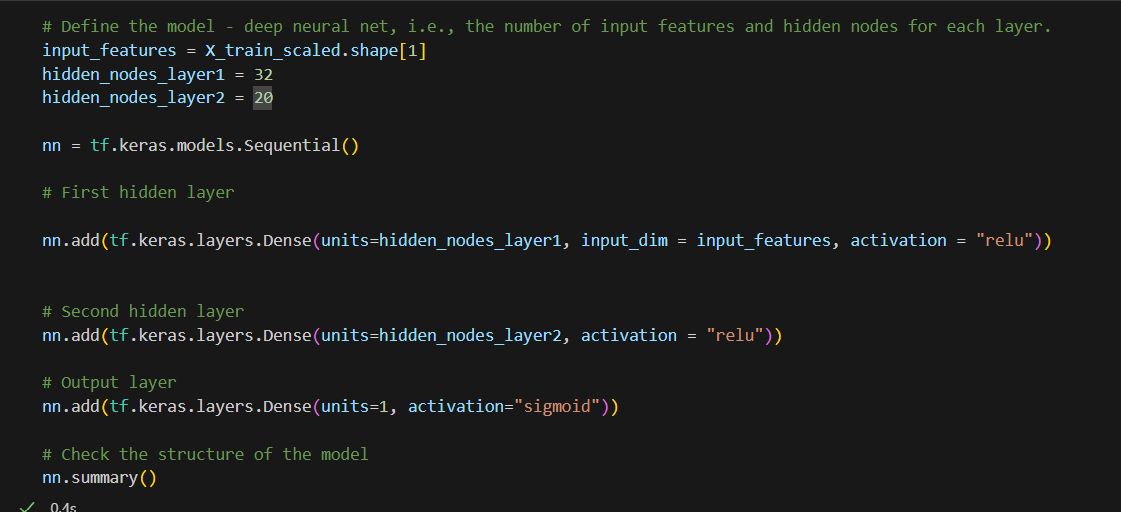 # Define the model - deep neural net, i.e., the number of input features and hidden nodes for each layer.
input_features = X_train_scaled.shape[1]
hidden_nodes_layer1 = 32
hidden_nodes_layer2 = 20
nn = tf.keras.models.Sequential()
# First hidden layer
nn.add(tf.keras.layers.Dense(units=hidden_nodes_layer1, input_dim = input_features, activation = "relu"))
# Second hidden layer
nn.add(tf.keras.layers.Dense(units=hidden_nodes_layer2, activation = "relu"))
# Output layer
nn.add(tf.keras.layers.Dense(units=1, activation="sigmoid"))
# Check the structure of the model
nn.summary()
0.4s